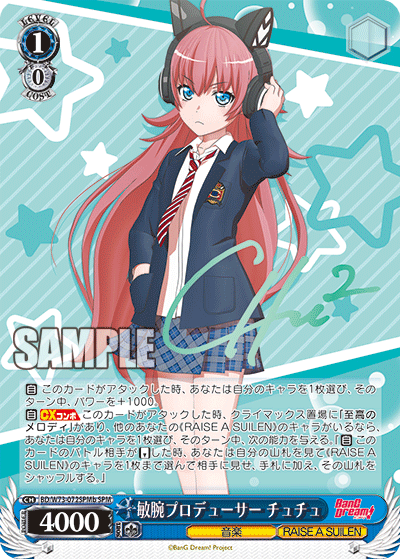 LEVEL
1
0
COST
Chu²
SAMPLE
自 このカードがアタックした時、あなたは自分のキャラを1枚選び、そのターン中、パワーを+1000。
自 CXコンボ このカードがアタックした時、クライマックス置場に「至高のメロディ」があり、他のあなたの《RAISE A SUILEN》のキャラがいるなら、あなたは自分のキャラを1枚選び、そのターン中、次の能力を与える。『自 このカードのバトル相手が した時、あなたは自分の山札を見て《RAISE A SUILEN》のキャラを1枚まで選んで相手に見せ、手札に加え、その山札をシャッフルする。』
CH BD/W73-072SPMb SPM
敏腕プロデューサー チュチュ
BanG Dream!
POWER
4000
音楽
RAISE A SUILEN
©BanG Dream! Project